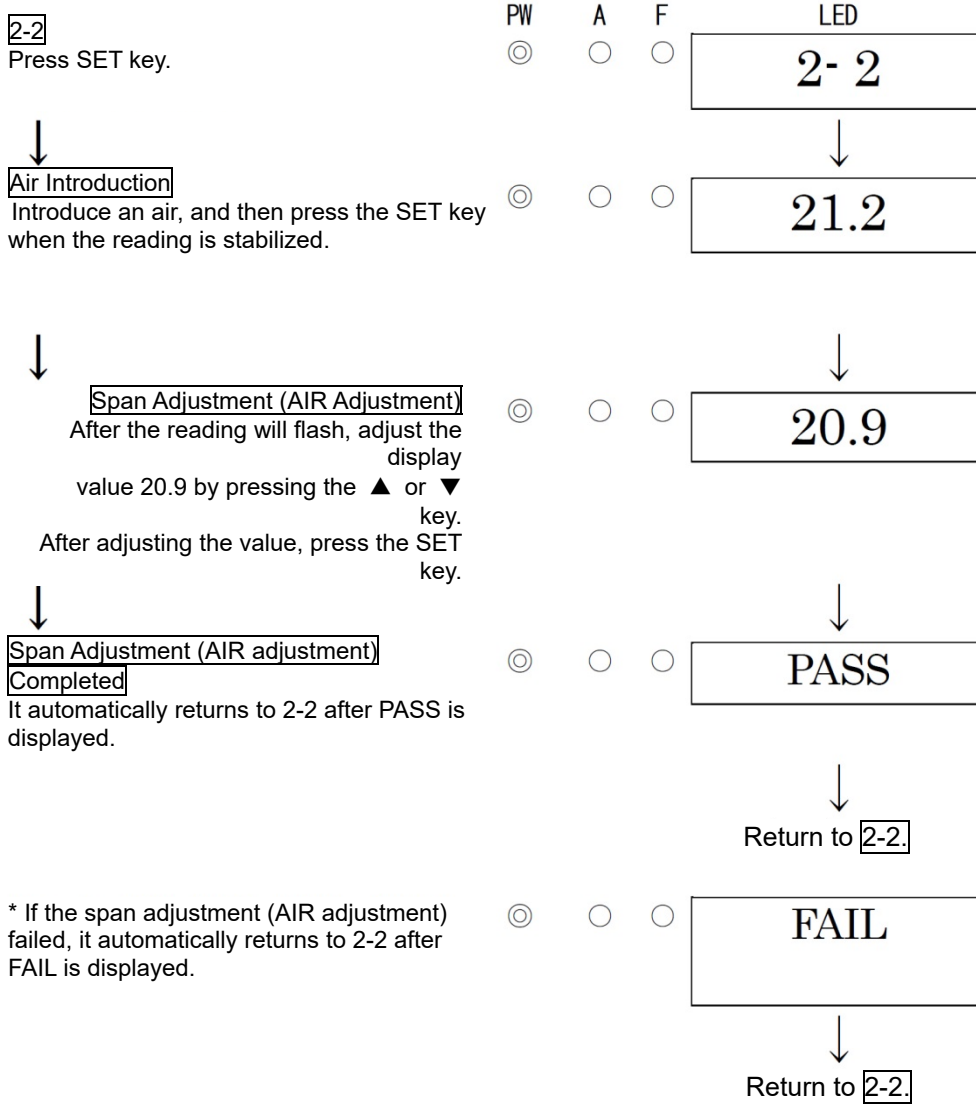 PW A F LED
2-2
Press SET key.
2- 2
↓ ↓
Air Introduction
Introduce an air, and then press the SET key
when the reading is stabilized.
21.2
↓ ↓
Span Adjustment (AIR Adjustment)
After the reading will flash, adjust the
display
value 20.9 by pressing the ▲ or ▼
key.
After adjusting the value, press the SET
key.
20.9
↓ ↓
Span Adjustment (AIR adjustment)
Completed
It automatically returns to 2-2 after PASS is
displayed.
PASS
↓
Return to 2-2.
* If the span adjustment (AIR adjustment)
failed, it automatically returns to 2-2 after
FAIL is displayed.
FAIL
↓
Return to 2-2.